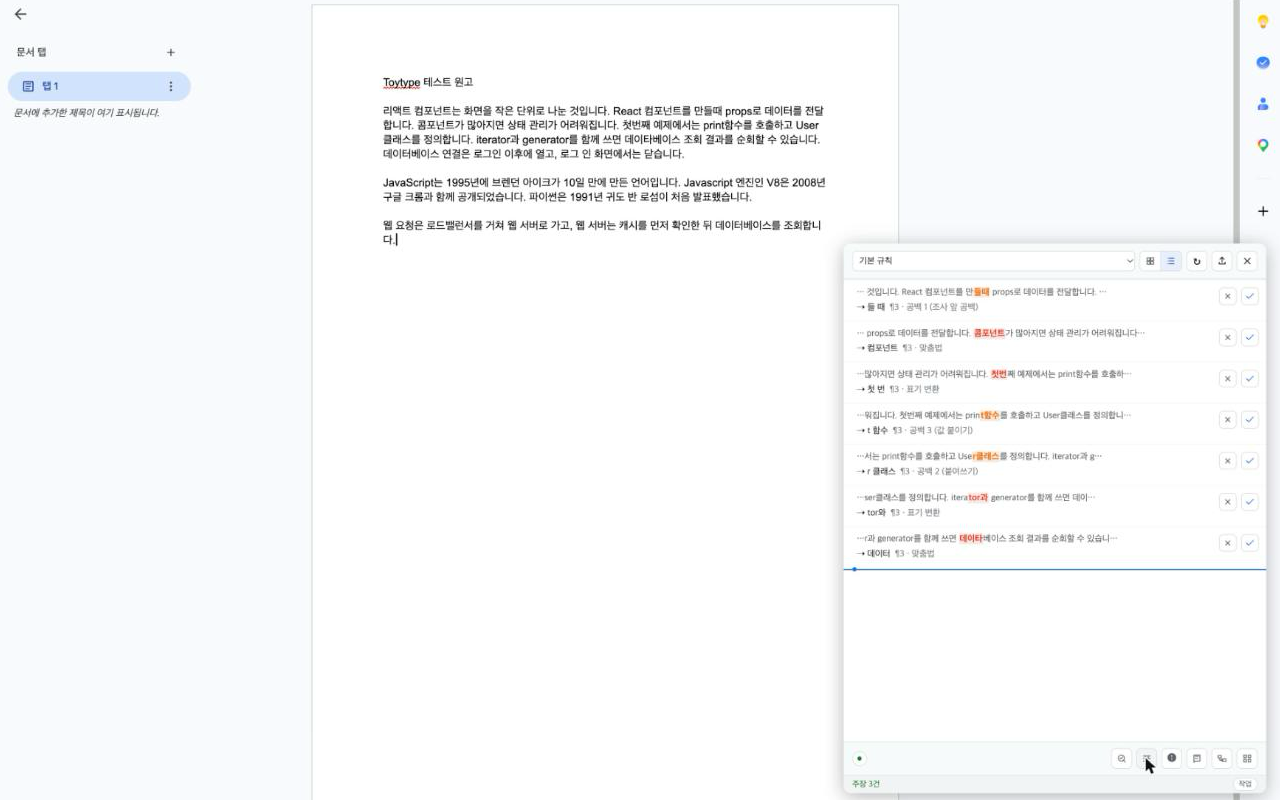 문서 탭
탭 1
문서에 추가한 제목이 여기 표시됩니다.
Toytype 테스트 원고
리액트 컴포넌트는 화면을 작은 단위로 나눈 것입니다. React 컴포넌트를 만들때 props로 데이터를 전달
합니다. 콤포넌트가 많아지면 상태 관리가 어려워집니다. 첫번째 예제에서는 print함수를 호출하고 User
클래스를 정의합니다. iterator과 generator를 함께 쓰면 데이타베이스 조회 결과를 순회할 수 있습니다.
데이터베이스 연결은 로그인 이후에 열고, 로그 인 화면에서는 닫습니다.
JavaScript는 1995년에 브렌던 아이크가 10일 만에 만든 언어입니다. Javascript 엔진인 V8은 2008년
구글 크롬과 함께 공개되었습니다. 파이썬은 1991년 귀도 반 로섬이 처음 발표했습니다.
웹 요청은 로드밸런서를 거쳐 웹 서버로 가고, 웹 서버는 캐시를 먼저 확인한 뒤 데이터베이스를 조회합니
다.
기본 규칙
··· 것입니다. React 컴포넌트를 만들때 props로 데이터를 전달합니다. ···
→ 들 때 ¶3 · 공백 1 (조사 앞 공백)
··· props로 데이터를 전달합니다. 콤포넌트가 많아지면 상태 관리가 어려워집니다···
→ 컴포넌트 ¶3 · 맞춤법
···많아지면 상태 관리가 어려워집니다. 첫번째 예제에서는 print함수를 호출하···
→ 첫 번 ¶3 · 표기 변환
···워집니다. 첫번째 예제에서는 print함수를 호출하고 User클래스를 정의합니···
→ t 함수 ¶3 · 공백 3 (값 붙이기)
···서는 print함수를 호출하고 User클래스를 정의합니다. iterator과 g···
→ r 클래스 ¶3 · 공백 2 (붙여쓰기)
···ser클래스를 정의합니다. iterator과 generator를 함께 쓰면 데이···
→ tor와 ¶3 · 표기 변환
···r과 generator를 함께 쓰면 데이타베이스 조회 결과를 순회할 수 있습니···
→ 데이터 ¶3 · 맞춤법
주장 3건
작업